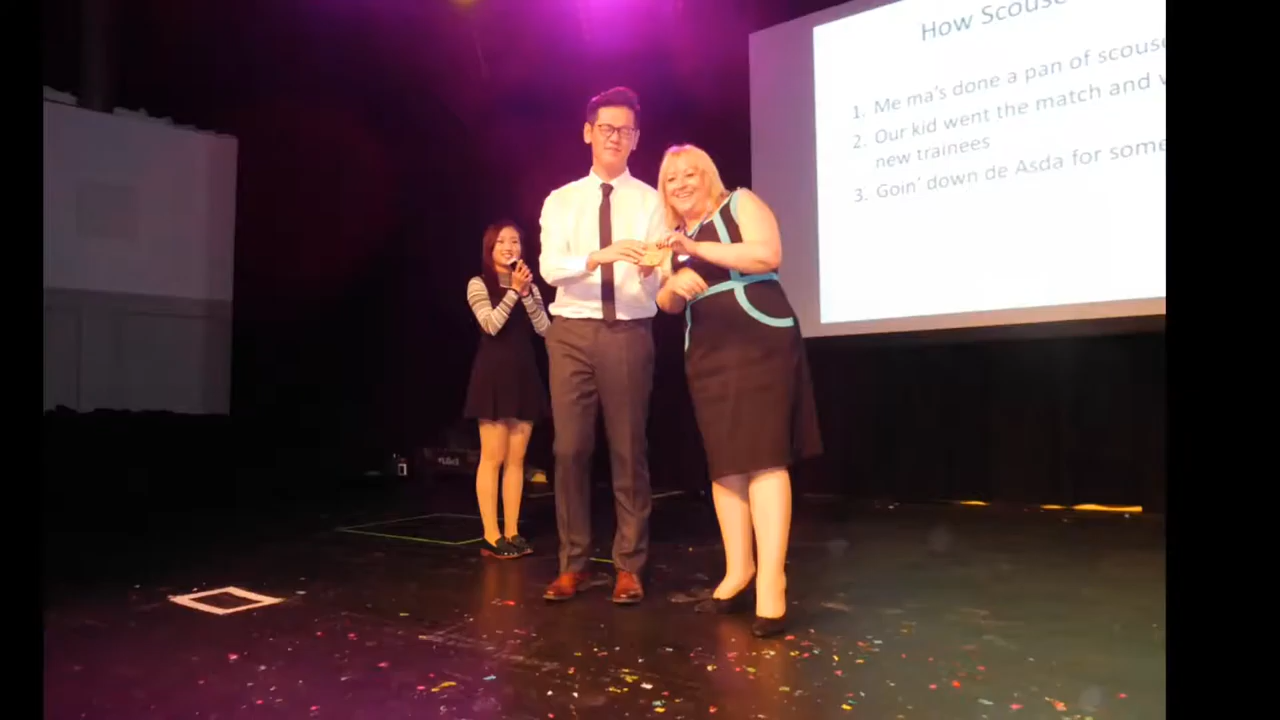 How Scouse
1. Me ma's done a pan of scouse
2. Our kid went the match and
new trainees
3. Goin' down de Asda for some